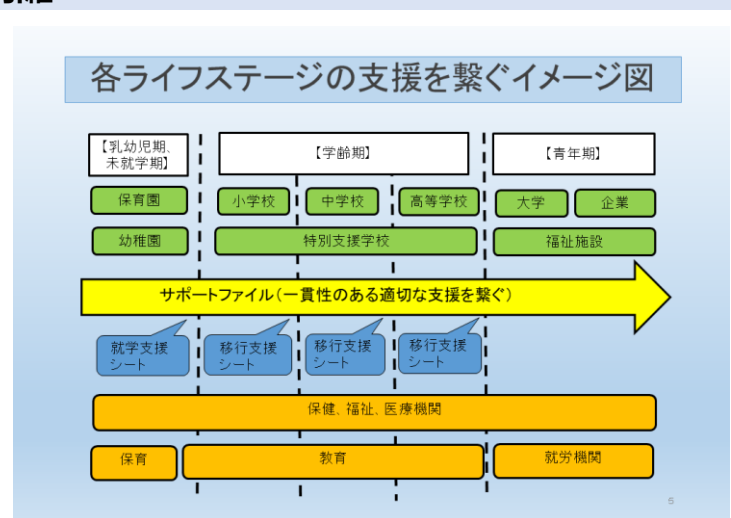 各ライフステージの支援を繋ぐイメージ図
【乳幼児期、
未就学期】
【学齢期】
【青年期】
保育園
小学校
中学校
高等学校
大学
企業
幼稚園
特別支援学校
福祉施設
サポートファイル(一貫性のある適切な支援を繋ぐ)
就学支援
シート
移行支援
シート
移行支援
シート
移行支援
シート
保健、福祉、医療機関
保育
教育
就労機関
5